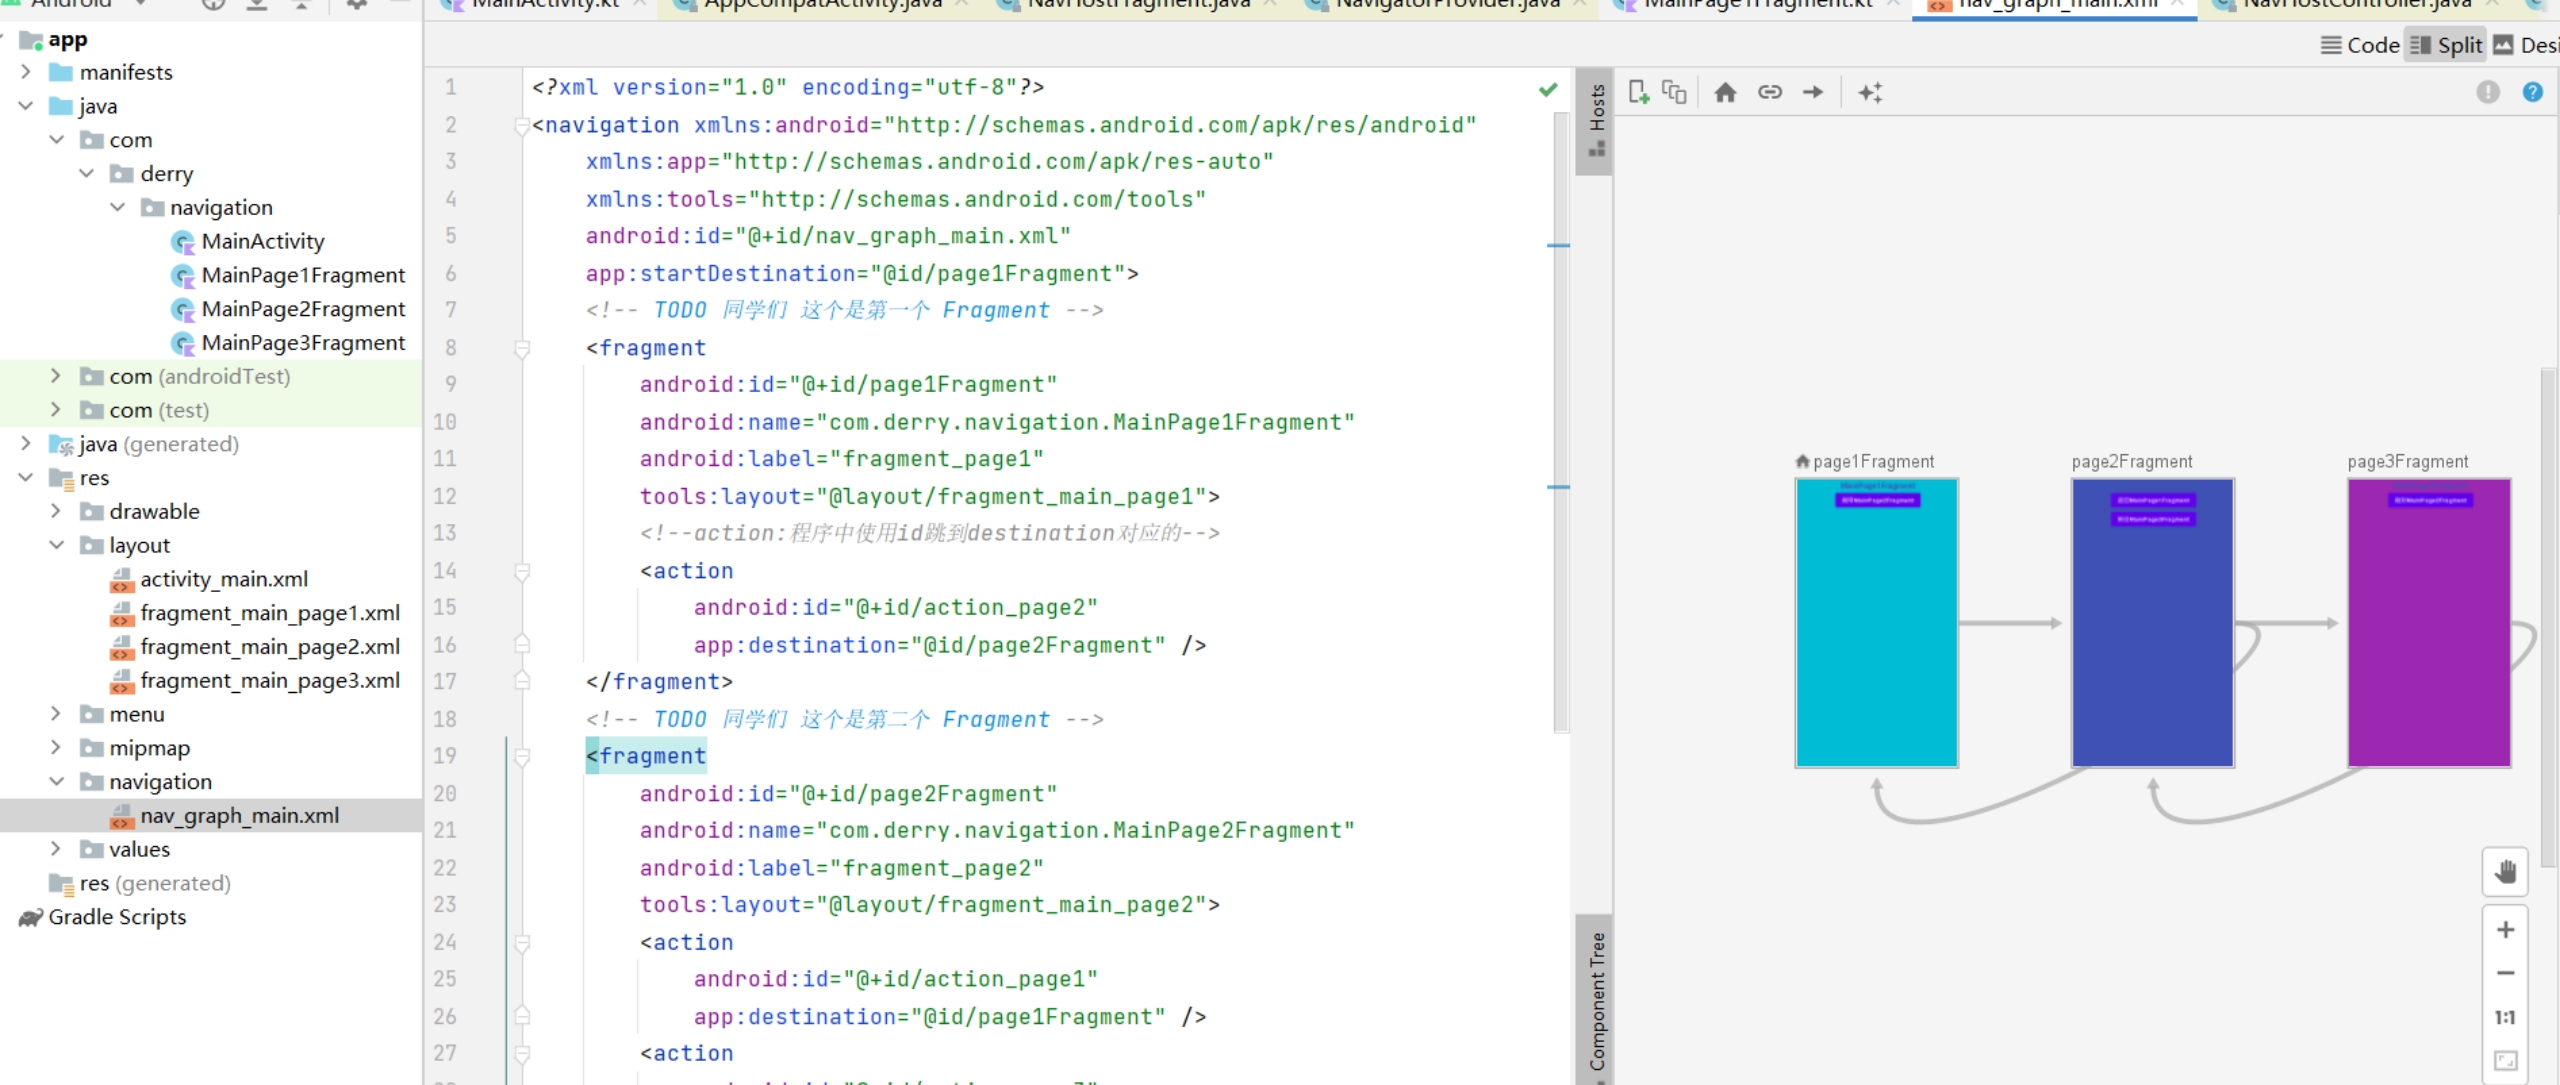 Android
app
manifests
java
com
derry
navigation
MainActivity
MainPage1Fragment
MainPage2Fragment
MainPage3Fragment
com (androidTest)
com (test)
java (generated)
res
drawable
layout
activity_main.xml
fragment_main_page1.xml
fragment_main_page2.xml
fragment_main_page3.xml
menu
mipmap
navigation
nav_graph_main.xml
values
res (generated)
Gradle Scripts
MainActivity.kt AppCompatActivity.java NavHostFragment.java NavigatorProvider.java MainPage1Fragment.kt nav_graph_main.xml NavHostController.java
Code Split Desi
1 <?xml version="1.0" encoding="utf-8"?>
2 <navigation xmlns:android="http://schemas.android.com/apk/res/android"
3 xmlns:app="http://schemas.android.com/apk/res-auto"
4 xmlns:tools="http://schemas.android.com/tools"
5 android:id="@+id/nav_graph_main.xml"
6 app:startDestination="@id/page1Fragment">
7 <!-- TODO 同学们 这个是第一个 Fragment -->
8 <fragment
9 android:id="@+id/page1Fragment"
10 android:name="com.derry.navigation.MainPage1Fragment"
11 android:label="fragment_page1"
12 tools:layout="@layout/fragment_main_page1">
13 <!--action:程序中使用id跳到destination对应的-->
14 <action
15 android:id="@+id/action_page2"
16 app:destination="@id/page2Fragment" />
17 </fragment>
18 <!-- TODO 同学们 这个是第二个 Fragment -->
19 <fragment
20 android:id="@+id/page2Fragment"
21 android:name="com.derry.navigation.MainPage2Fragment"
22 android:label="fragment_page2"
23 tools:layout="@layout/fragment_main_page2">
24 <action
25 android:id="@+id/action_page1"
26 app:destination="@id/page1Fragment" />
27 <action
Hosts
Component Tree
page1Fragment
page2Fragment
page3Fragment
1:1